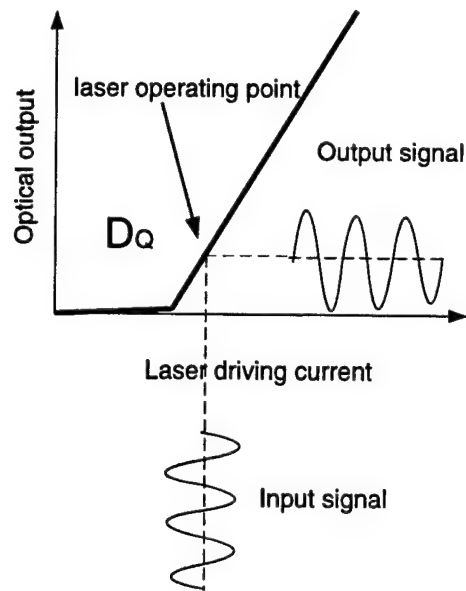 laser operating point
Optical output
Output signal
DQ
Laser driving current
Input signal